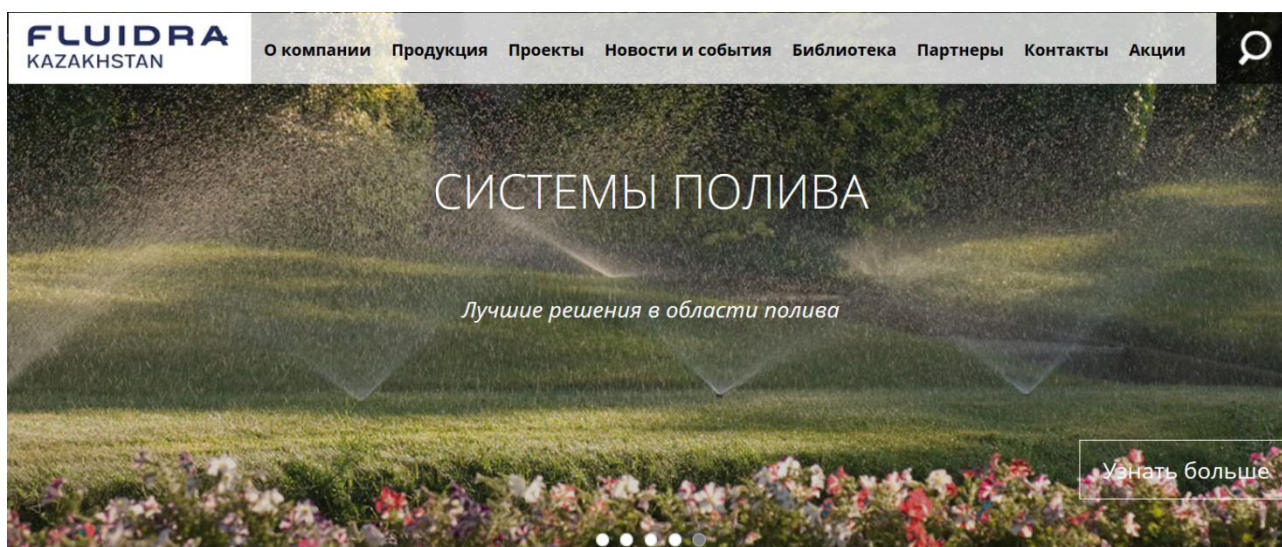 FLUIDRA
KAZAKHSTAN
О компании Продукция Проекты Новости и события Библиотека Партнеры Контакты Акции
СИСТЕМЫ ПОЛИВА
Лучшие решения в области полива
Узнать больше